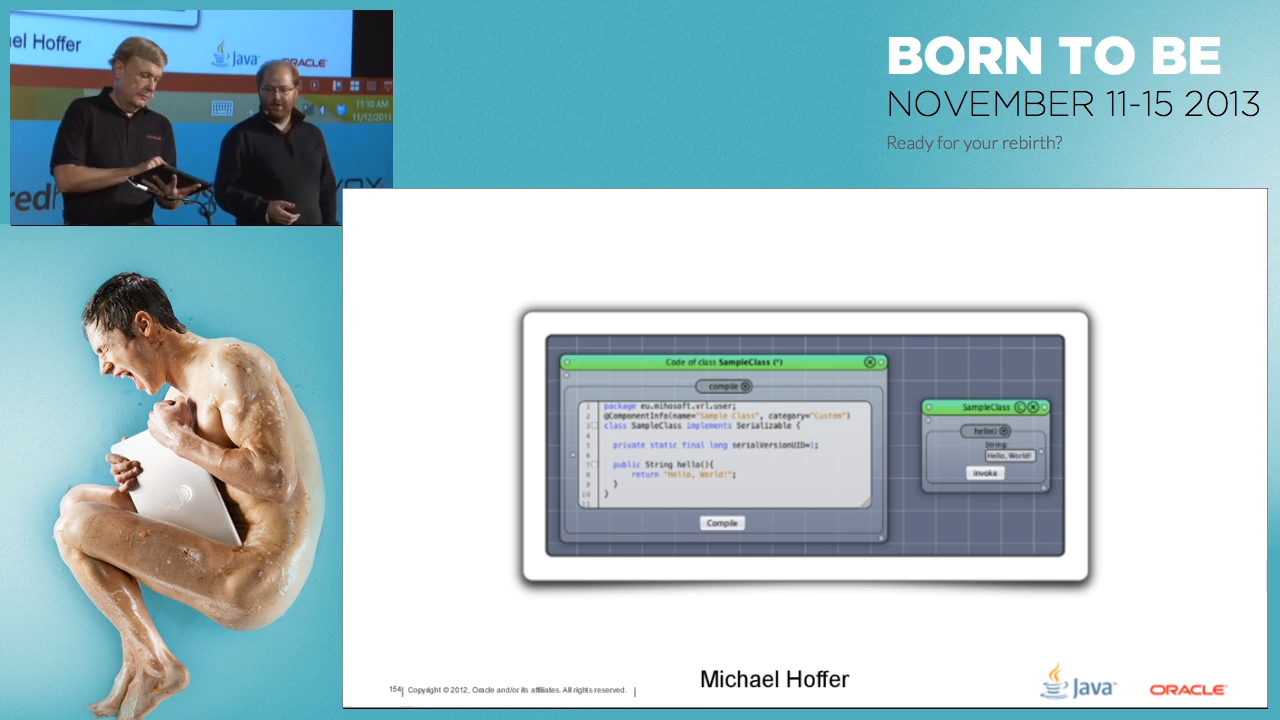 el Hoffer
Java
ORACLE
11:10 AM
11/12/2013
red
BORN TO BE
NOVEMBER 11-15 2013
Ready for your rebirth?
Code of class SampleClass (*)
compile
1 package eu.mihosoft.vrl.user;
2 @ComponentInfo(name="Sample Class", category="Custom")
3 class SampleClass implements Serializable {
4
5 private static final long serialVersionUID=1;
6
7 public String hello(){
8 return "Hello, World!";
9 }
10 }
11
Compile
SampleClass
hello()
String:
Hello, World!
invoke
Michael Hoffer
154 Copyright © 2012, Oracle and/or its affiliates. All rights reserved.
Java
ORACLE